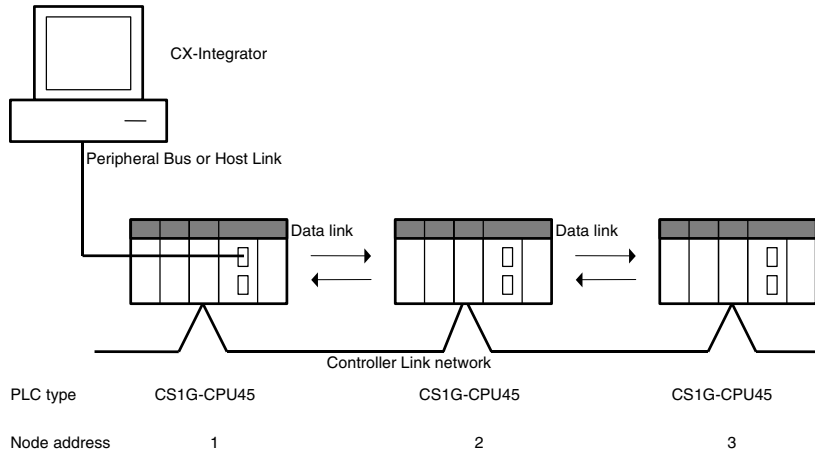 CX-Integrator
Peripheral Bus or Host Link
Data link Data link
Controller Link network
PLC type CS1G-CPU45 CS1G-CPU45 CS1G-CPU45
Node address 1 2 3